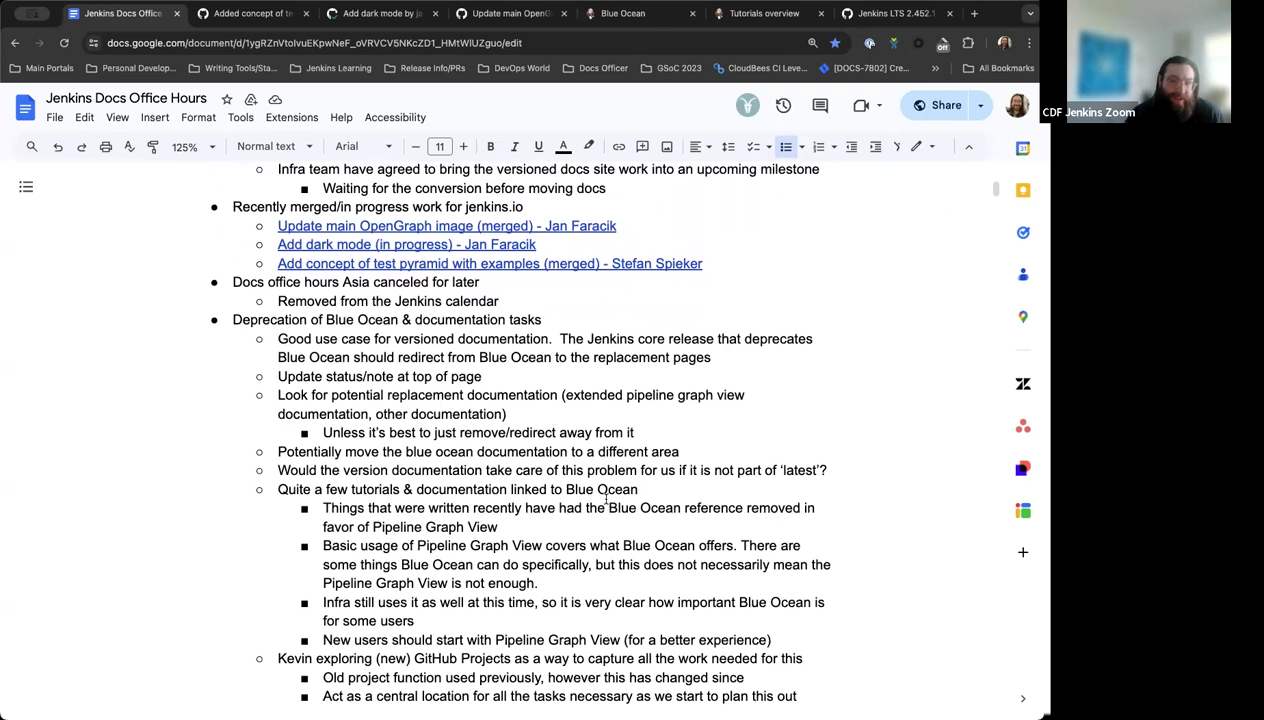 Jenkins Docs Office
Added concept of te
Add dark mode by ja
Update main OpenG
Blue Ocean
Tutorials overview
Jenkins LTS 2.452.1
docs.google.com/document/d/1ygRZnVtoIvuEKpwNeF_oVRVCV5NKcZD1_HMtWlUZguo/edit
Off
Main Portals
Personal Develop...
Writing Tools/Sta...
Jenkins Learning
Release Info/PRs
DevOps World
Docs Officer
GSoC 2023
CloudBees CI Leve...
[DOCS-7802] Cre...
All Bookmarks
Jenkins Docs Office Hours
File Edit View Insert Format Tools Extensions Help Accessibility
Share
CDF Jenkins Zoom
125% Normal text Arial 11
Infra team have agreed to bring the versioned docs site work into an upcoming milestone
Waiting for the conversion before moving docs
Recently merged/in progress work for jenkins.io
Update main OpenGraph image (merged) - Jan Faracik
Add dark mode (in progress) - Jan Faracik
Add concept of test pyramid with examples (merged) - Stefan Spieker
Docs office hours Asia canceled for later
Removed from the Jenkins calendar
Deprecation of Blue Ocean & documentation tasks
Good use case for versioned documentation. The Jenkins core release that deprecates
Blue Ocean should redirect from Blue Ocean to the replacement pages
Update status/note at top of page
Look for potential replacement documentation (extended pipeline graph view
documentation, other documentation)
Unless it's best to just remove/redirect away from it
Potentially move the blue ocean documentation to a different area
Would the version documentation take care of this problem for us if it is not part of 'latest'?
Quite a few tutorials & documentation linked to Blue Ocean
Things that were written recently have had the Blue Ocean reference removed in
favor of Pipeline Graph View
Basic usage of Pipeline Graph View covers what Blue Ocean offers. There are
some things Blue Ocean can do specifically, but this does not necessarily mean the
Pipeline Graph View is not enough.
Infra still uses it as well at this time, so it is very clear how important Blue Ocean is
for some users
New users should start with Pipeline Graph View (for a better experience)
Kevin exploring (new) GitHub Projects as a way to capture all the work needed for this
Old project function used previously, however this has changed since
Act as a central location for all the tasks necessary as we start to plan this out